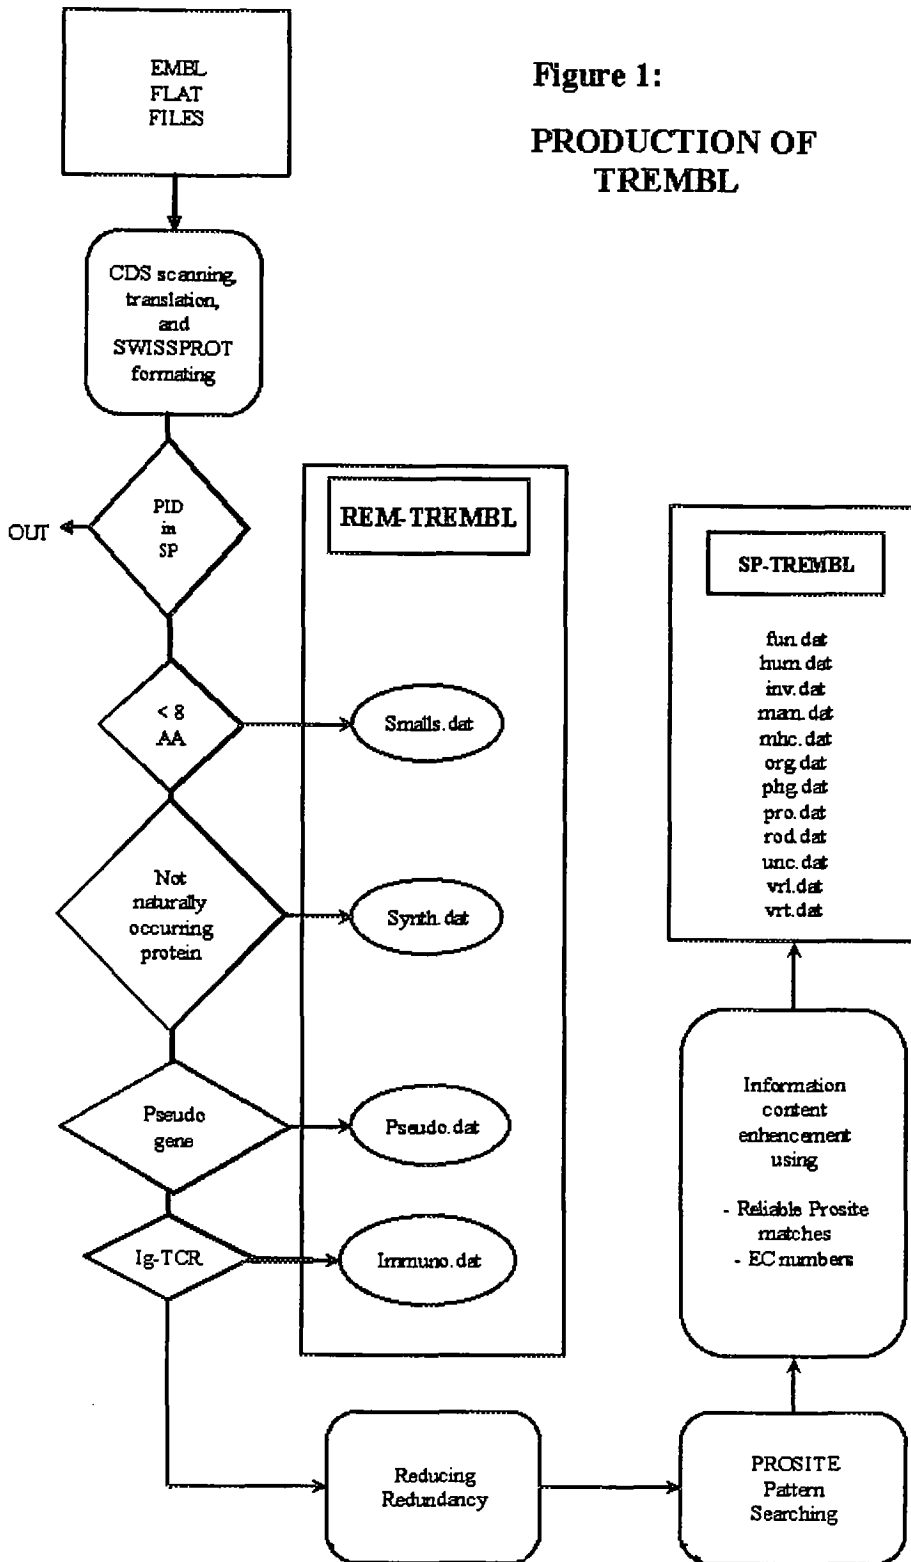 Figure 1:
PRODUCTION OF
TREMBL
EMBL
FLAT
FILES
CDS scanning,
translation,
and
SWISSPROT
formating
PID
in
SP
OUT
< 8
AA
Not
naturally
occurring
protein
Pseudo
gene
Ig-TCR
REM-TREMBL
Smalls.dat
Synth.dat
Pseudo.dat
Immuno.dat
Reducing
Redundancy
PROSITE
Pattern
Searching
Information
content
enhancement
using
- Reliable Prosite
matches
- EC numbers
SP-TREMBL
fun.dat
hum.dat
inv.dat
mam.dat
mhc.dat
org.dat
phg.dat
pro.dat
rod.dat
unc.dat
vrl.dat
vrt.dat